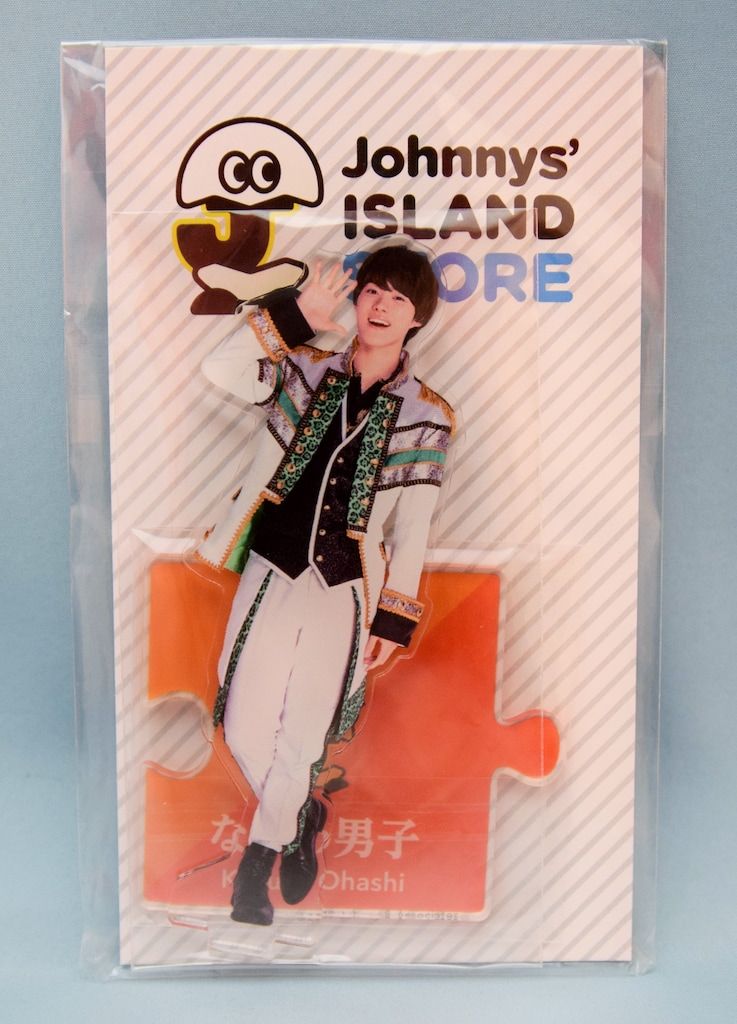 Johnnys'
ISLAND
STORE
な 男子
Ohashi